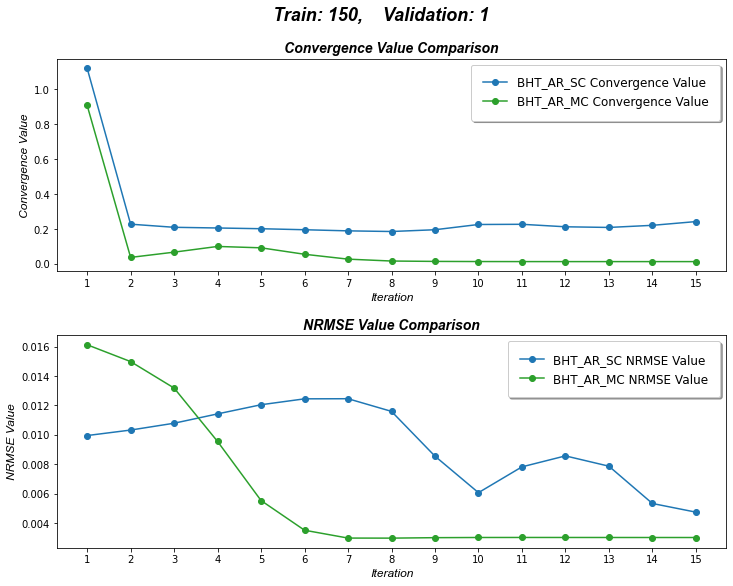 Train: 150,    Validation: 1
Convergence Value Comparison
Convergence Value
1.0
0.8
0.6
0.4
0.2
0.0
BHT_AR_SC Convergence Value
BHT_AR_MC Convergence Value
1 2 3 4 5 6 7 8 9 10 11 12 13 14 15
Iteration
NRMSE Value Comparison
NRMSE Value
0.016
0.014
0.012
0.010
0.008
0.006
0.004
BHT_AR_SC NRMSE Value
BHT_AR_MC NRMSE Value
1 2 3 4 5 6 7 8 9 10 11 12 13 14 15
Iteration